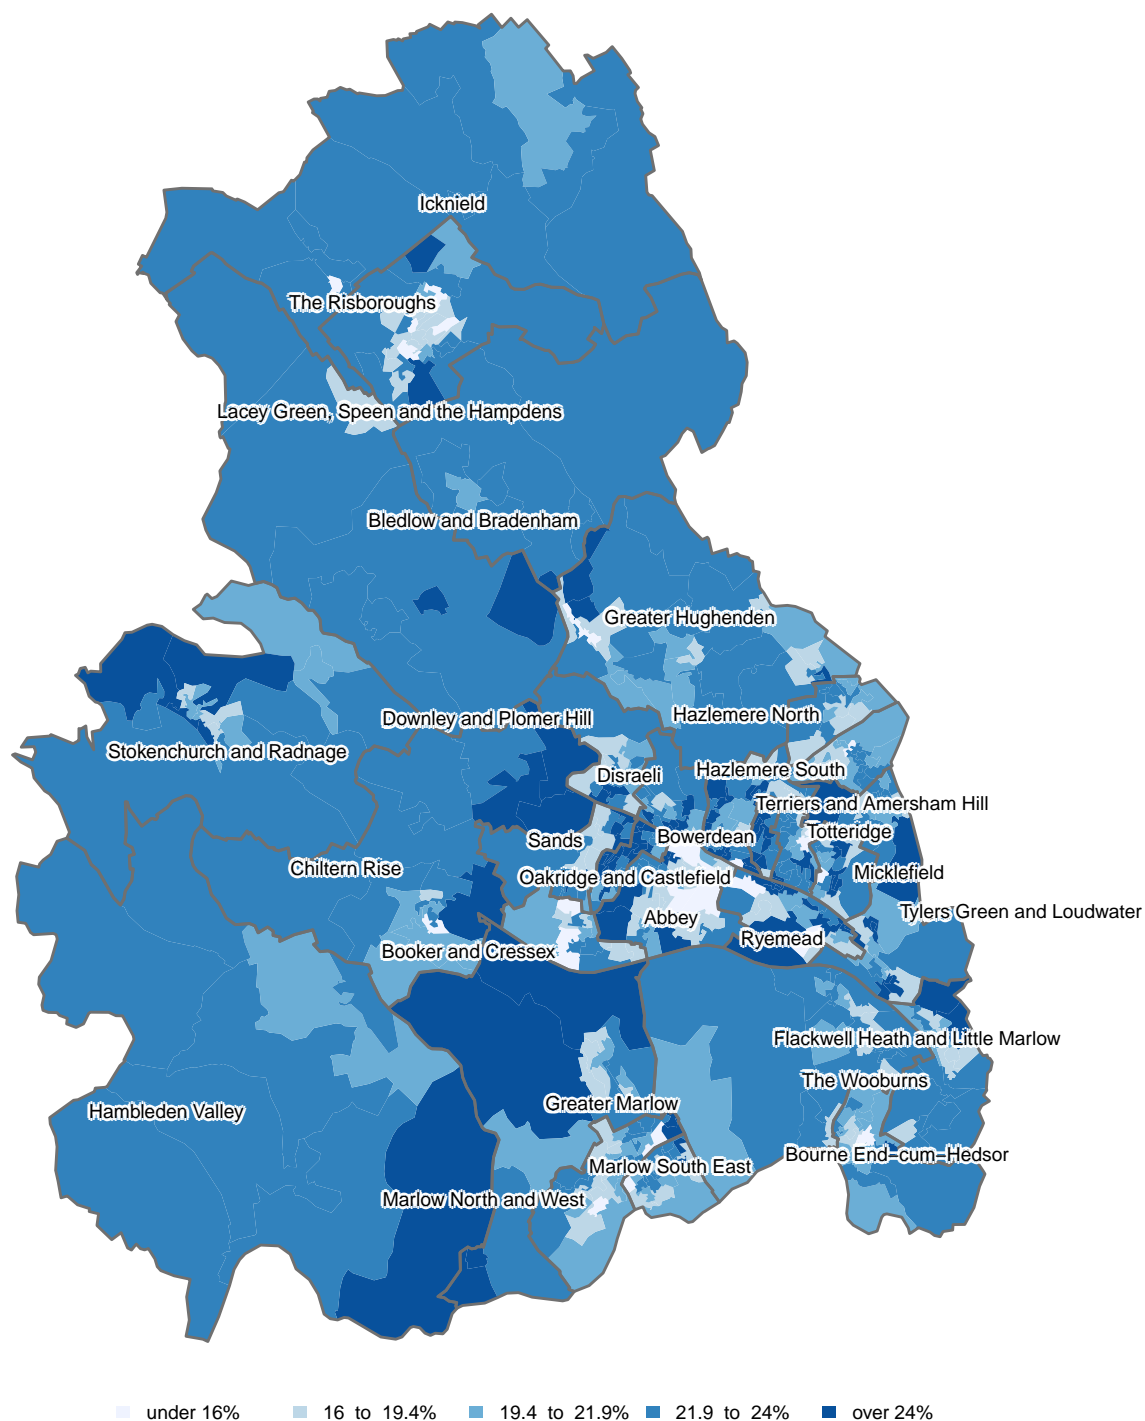 Icknield
The Risboroughs
Lacey Green, Speen and the Hampdens
Bledlow and Bradenham
Greater Hughenden
Downley and Plomer Hill
Hazlemere North
Stokenchurch and Radnage
Disraeli
Hazlemere South
Terriers and Amersham Hill
Sands
Bowerdean
Totteridge
Chiltern Rise
Oakridge and Castlefield
Micklefield
Abbey
Tylers Green and Loudwater
Booker and Cressex
Ryemead
Flackwell Heath and Little Marlow
The Wooburns
Hambleden Valley
Greater Marlow
Bourne End−cum−Hedsor
Marlow South East
Marlow North and West
under 16%
16 to 19.4%
19.4 to 21.9%
21.9 to 24%
over 24%